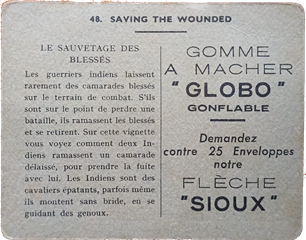 48. SAVING THE WOUNDED
LE SAUVETAGE DES
BLESSÉS
Les guerriers indiens laissent
rarement des camarades blessés
sur le terrain de combat. S'ils
sont sur le point de perdre une
bataille, ils ramassent les blessés
et se retirent. Sur cette vignette
vous voyez comment deux In-
diens ramassent un camarade
délaissé, pour prendre la fuite
avec lui. Les Indiens sont des
cavaliers épatants, parfois même
ils montent sans bride, en se
guidant des genoux.
GOMME
A MACHER
"GLOBO"
GONFLABLE
Demandez
contre 25 Enveloppes
notre
FLÈCHE
"SIOUX"